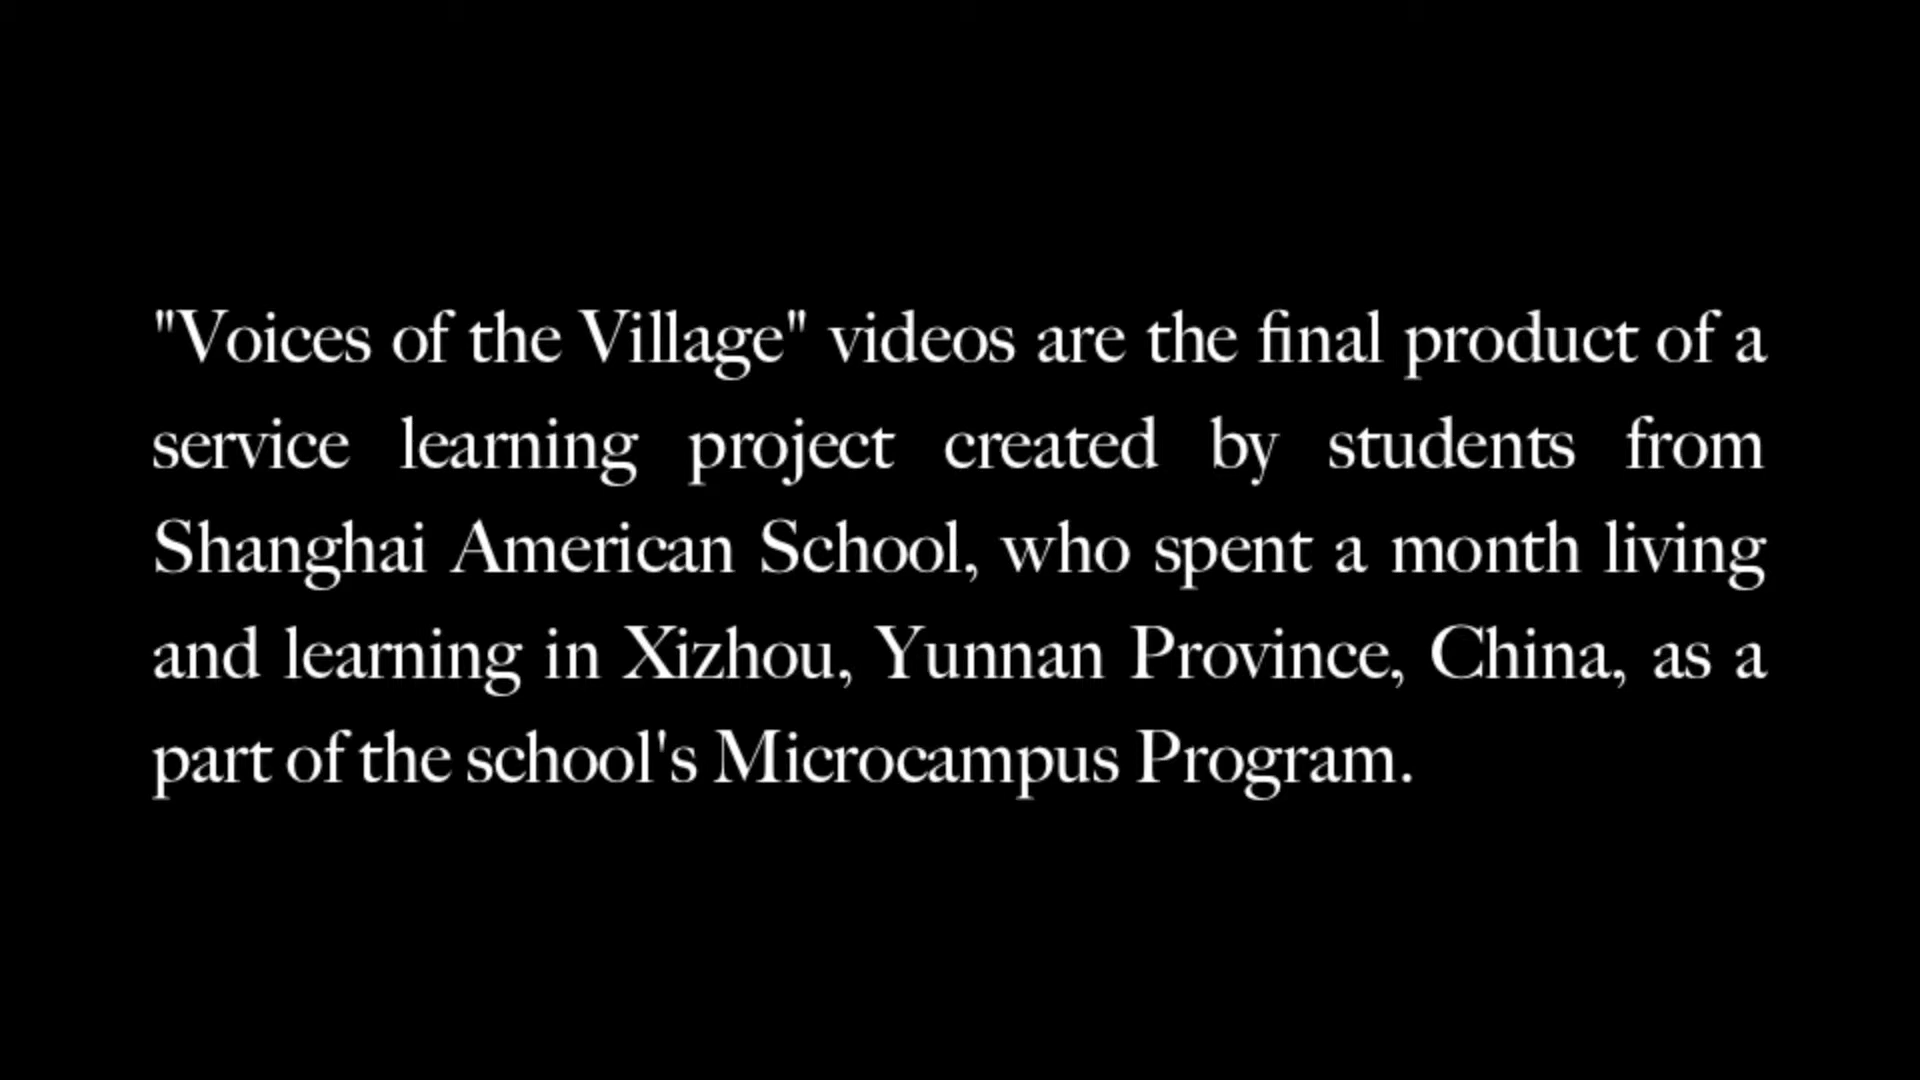 "Voices of the Village" videos are the final product of a
service learning project created by students from
Shanghai American School, who spent a month living
and learning in Xizhou, Yunnan Province, China, as a
part of the school's Microcampus Program.